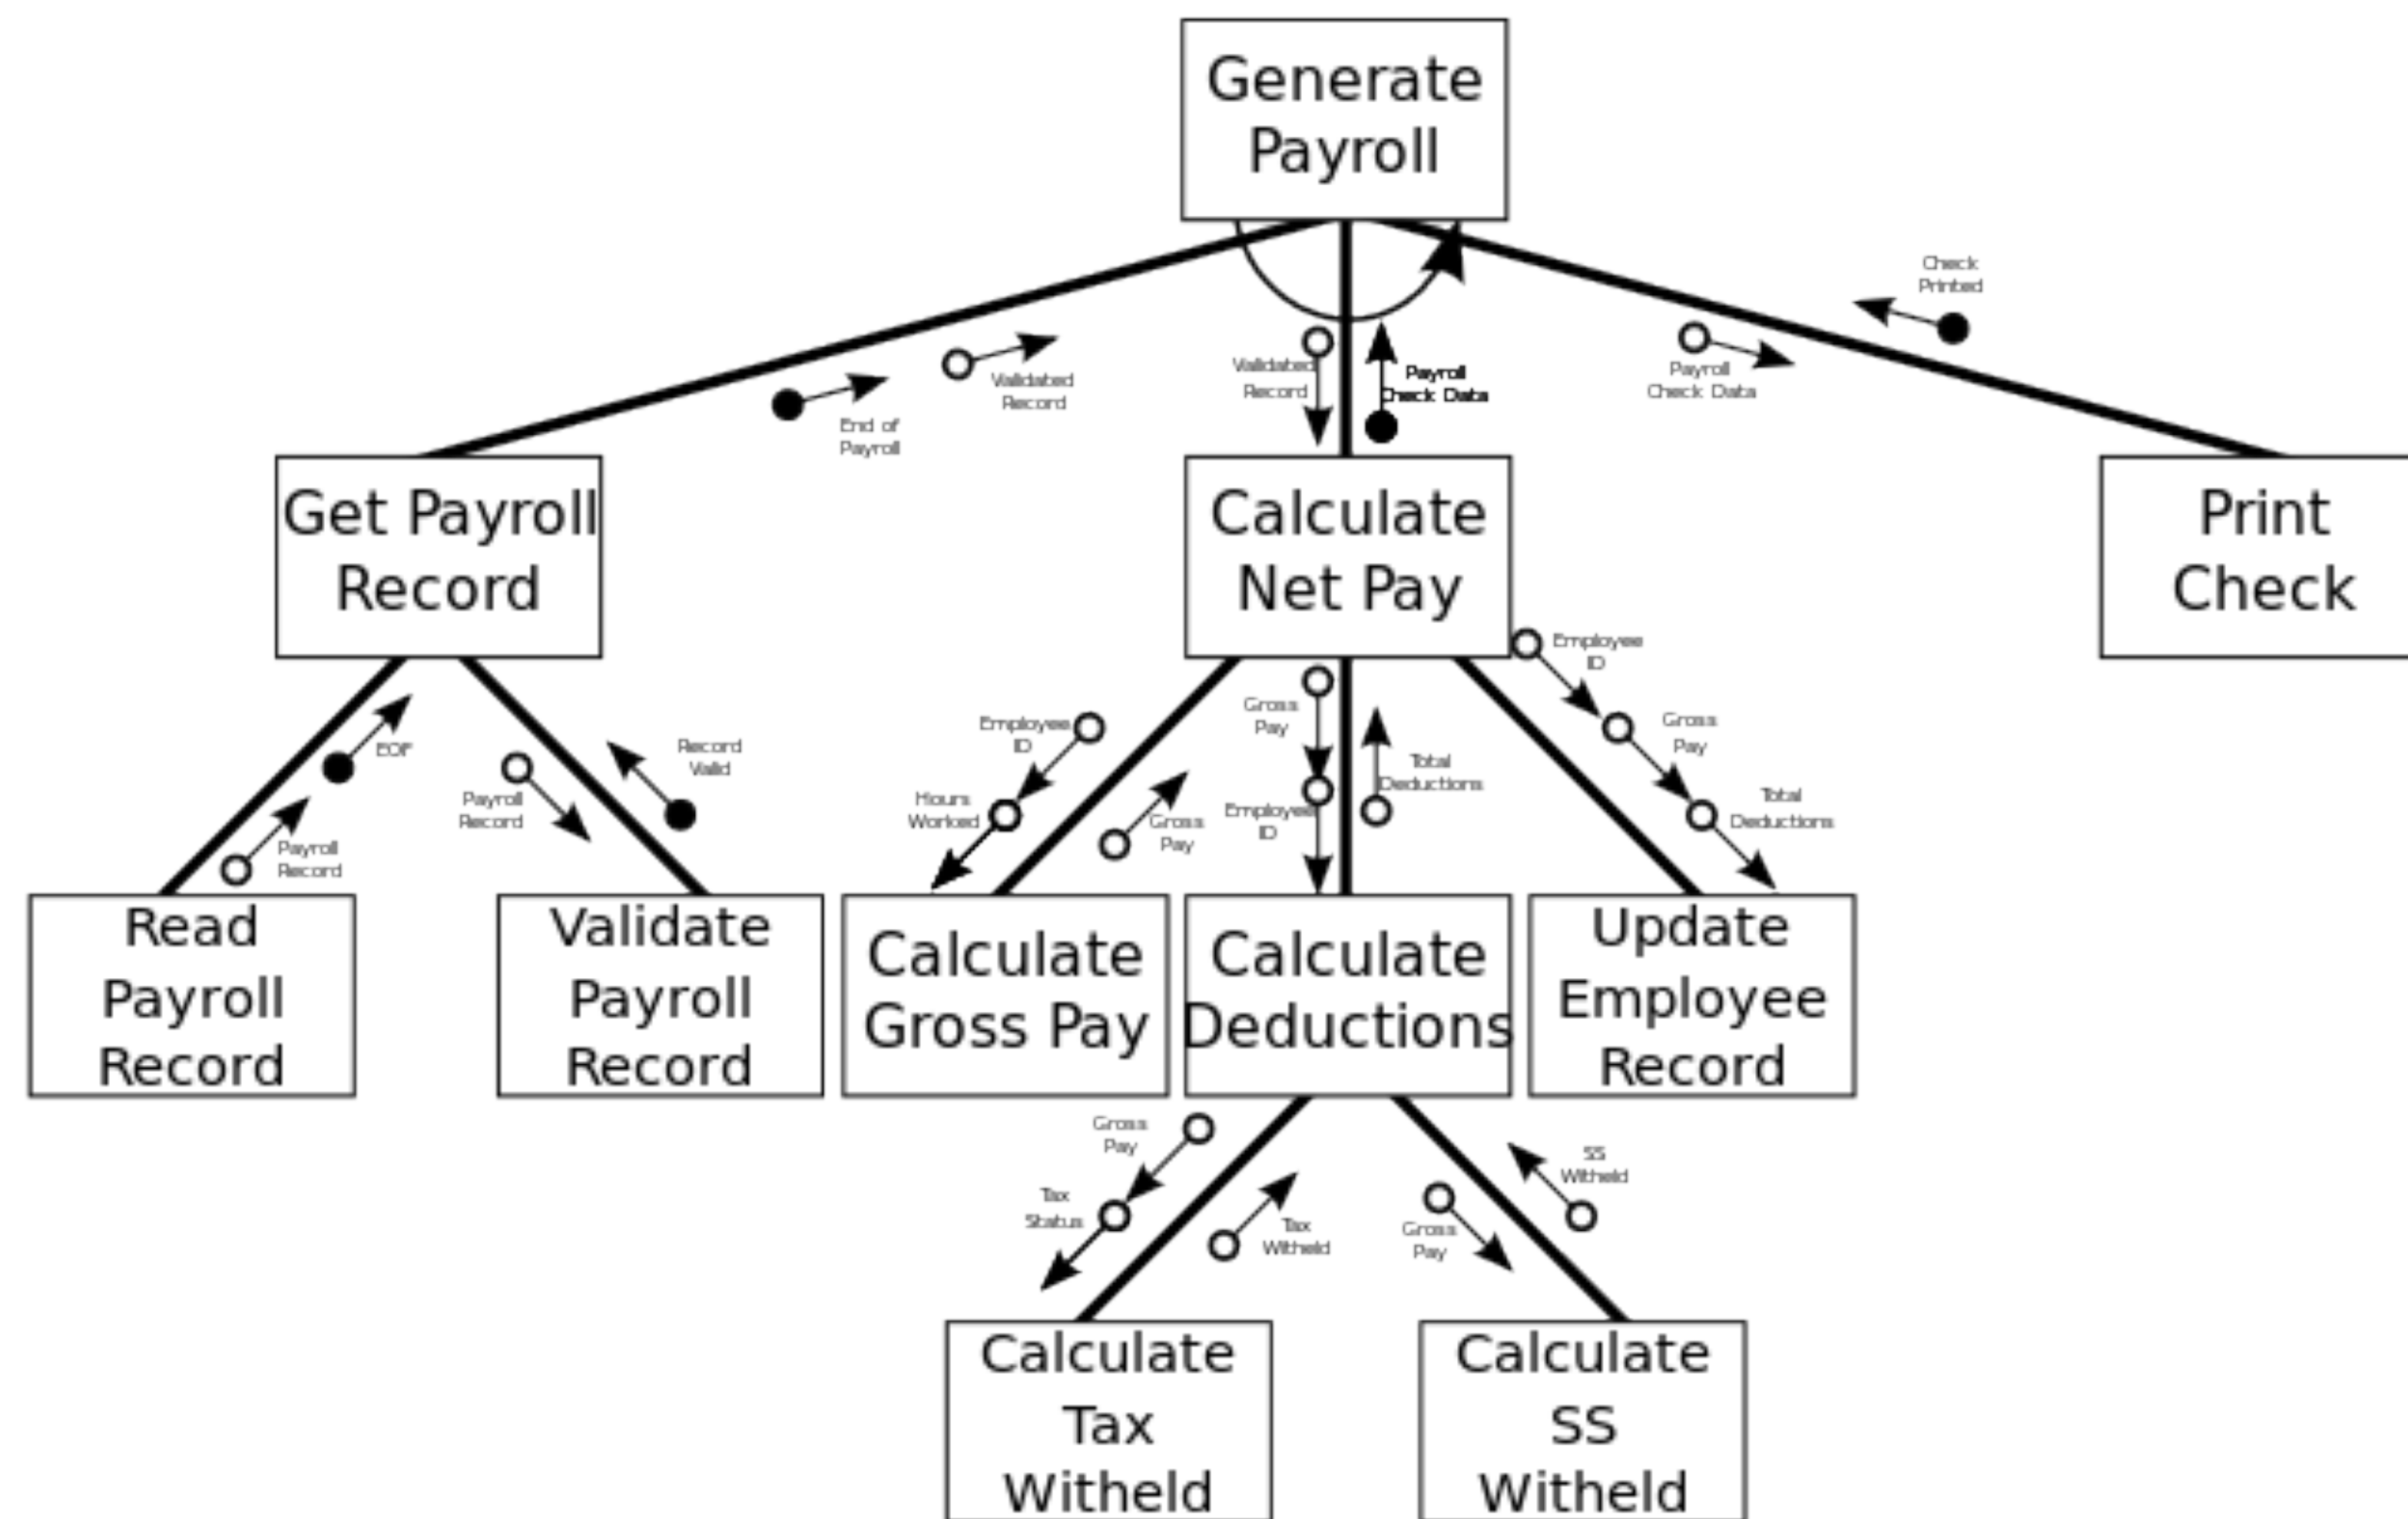 Generate
Payroll
Check
Printed
Validated
Record
End of
Payroll
Validated
Record
Payroll
Check Data
Payroll
Check Data
Get Payroll
Record
Calculate
Net Pay
Print
Check
EOF
Payroll
Record
Payroll
Record
Record
Valid
Employee
ID
Hours
Worked
Gross
Pay
Gross
Pay
Employee
ID
Total
Deductions
Employee
ID
Gross
Pay
Total
Deductions
Read
Payroll
Record
Validate
Payroll
Record
Calculate
Gross Pay
Calculate
Deductions
Update
Employee
Record
Gross
Pay
Tax
Status
Tax
Witheld
Gross
Pay
SS
Witheld
Calculate
Tax
Witheld
Calculate
SS
Witheld